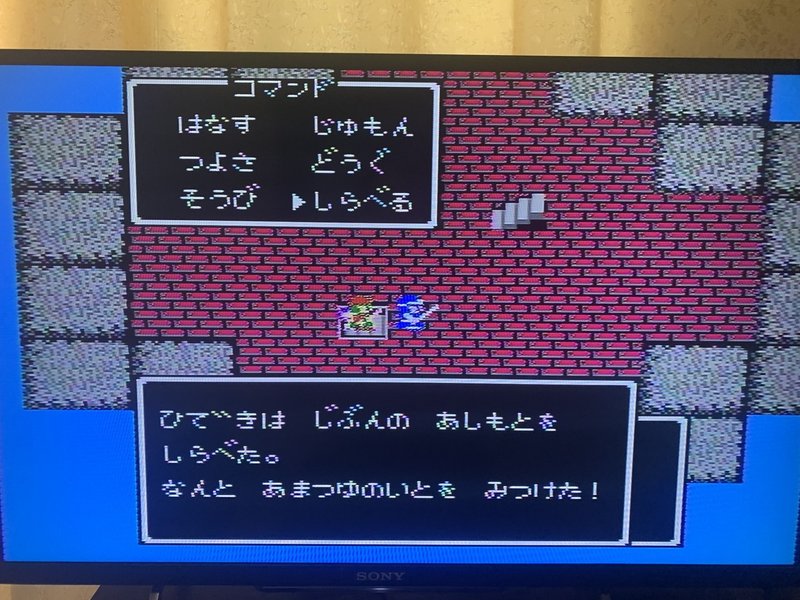 コマンド
はなす じゅもん
つよさ どうぐ
そうび ▶しらべる
ひできは じぶんの あしもとを
しらべた。
なんと あまつゆのいとを みつけた!
SONY